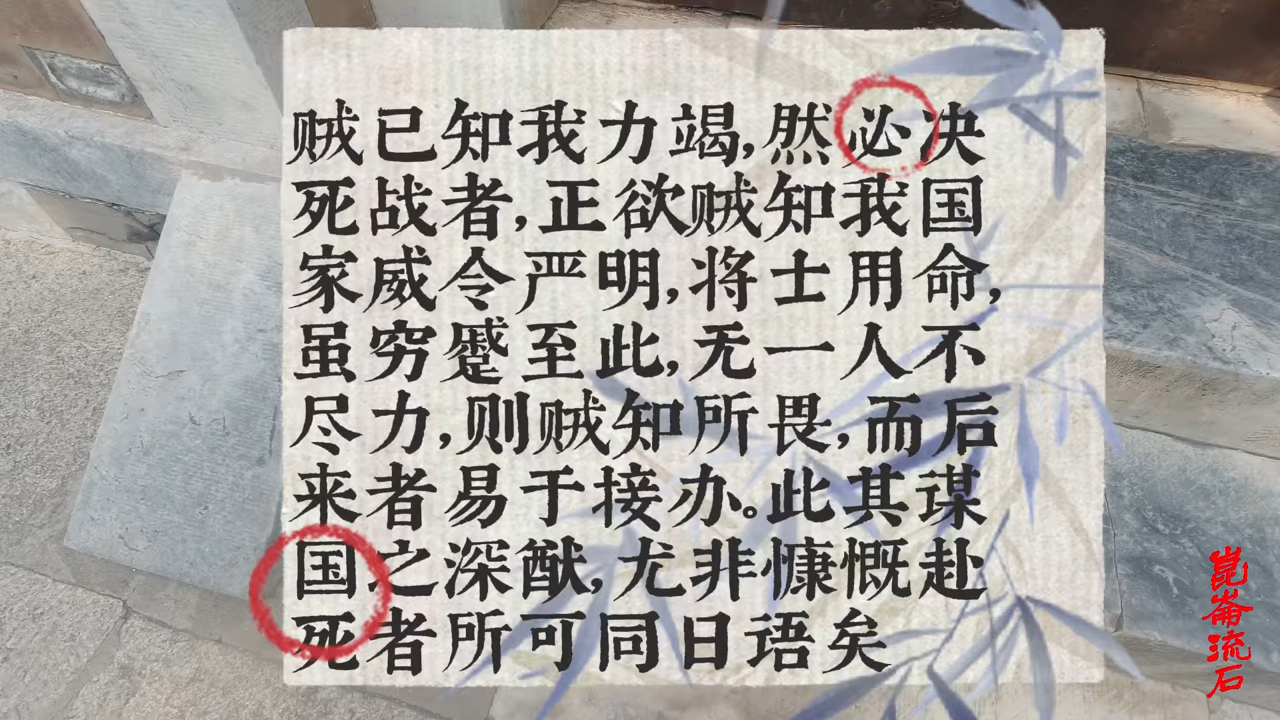 贼已知我力竭,然必决
死战者,正欲贼知我国
家威令严明,将士用命,
虽穷蹙至此,无一人不
尽力,则贼知所畏,而后
来者易于接办。此其谋
国之深猷,尤非慷慨赴
死者所可同日语矣
崑崙流石